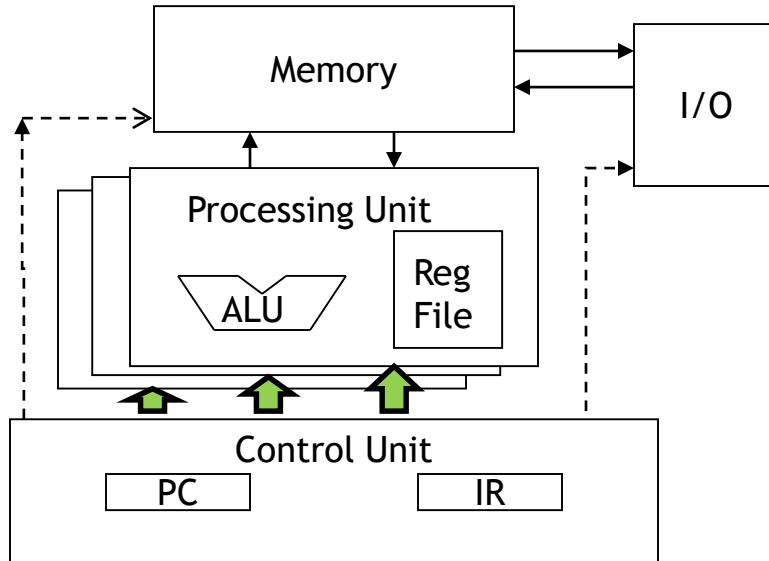 Memory
I/O
Processing Unit
ALU
Reg
File
Control Unit
PC
IR